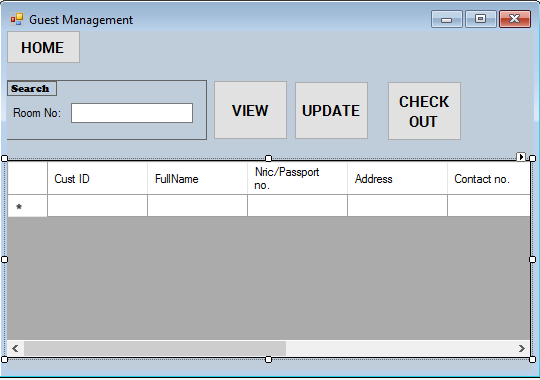 Guest Management
HOME
Search
Room No:
VIEW
UPDATE
CHECK
OUT
Cust ID
FullName
Nric/Passport
no.
Address
Contact no.
*